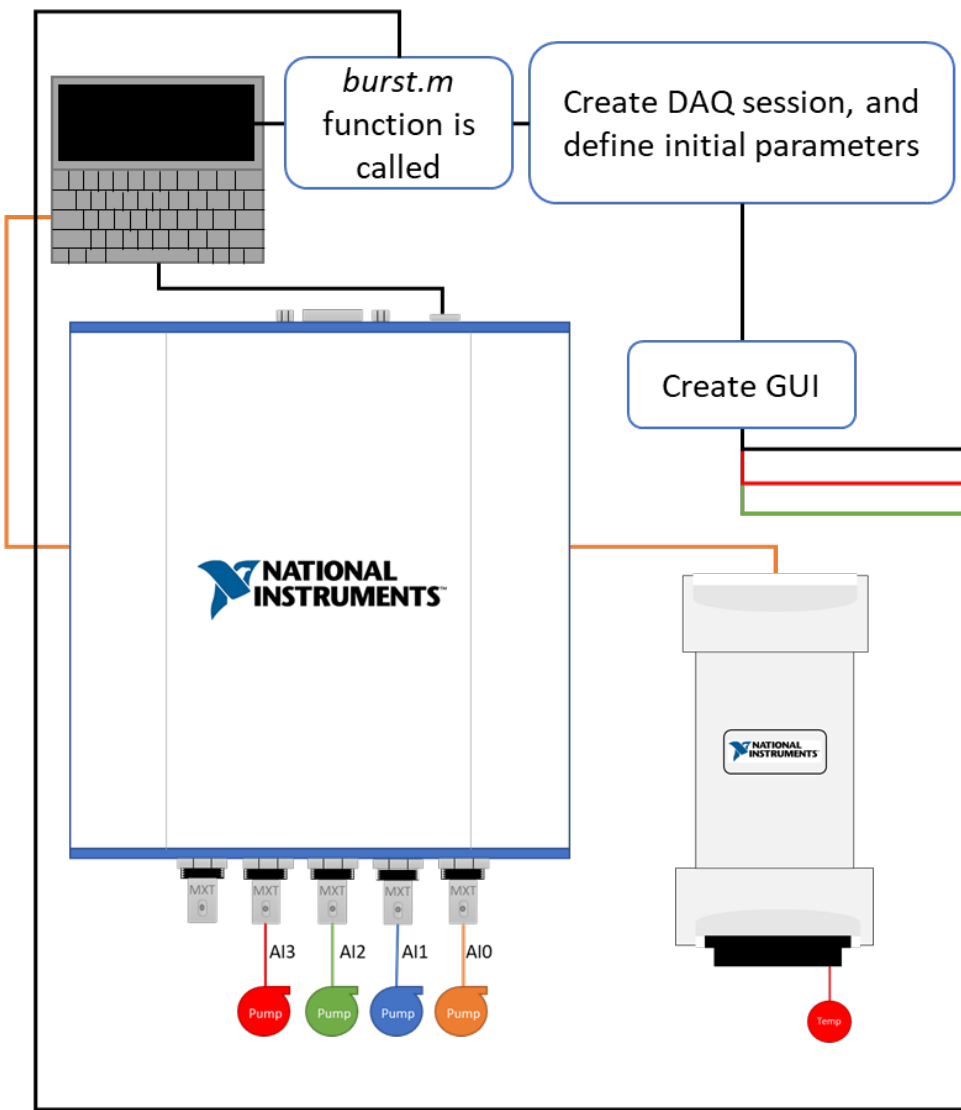 burst.m
function is
called
Create DAQ session, and
define initial parameters
Create GUI
NATIONAL
INSTRUMENTS™
NATIONAL
INSTRUMENTS
MXT
MXT
MXT
MXT
MXT
AI3
AI2
AI1
AI0
Pump
Pump
Pump
Pump
Temp